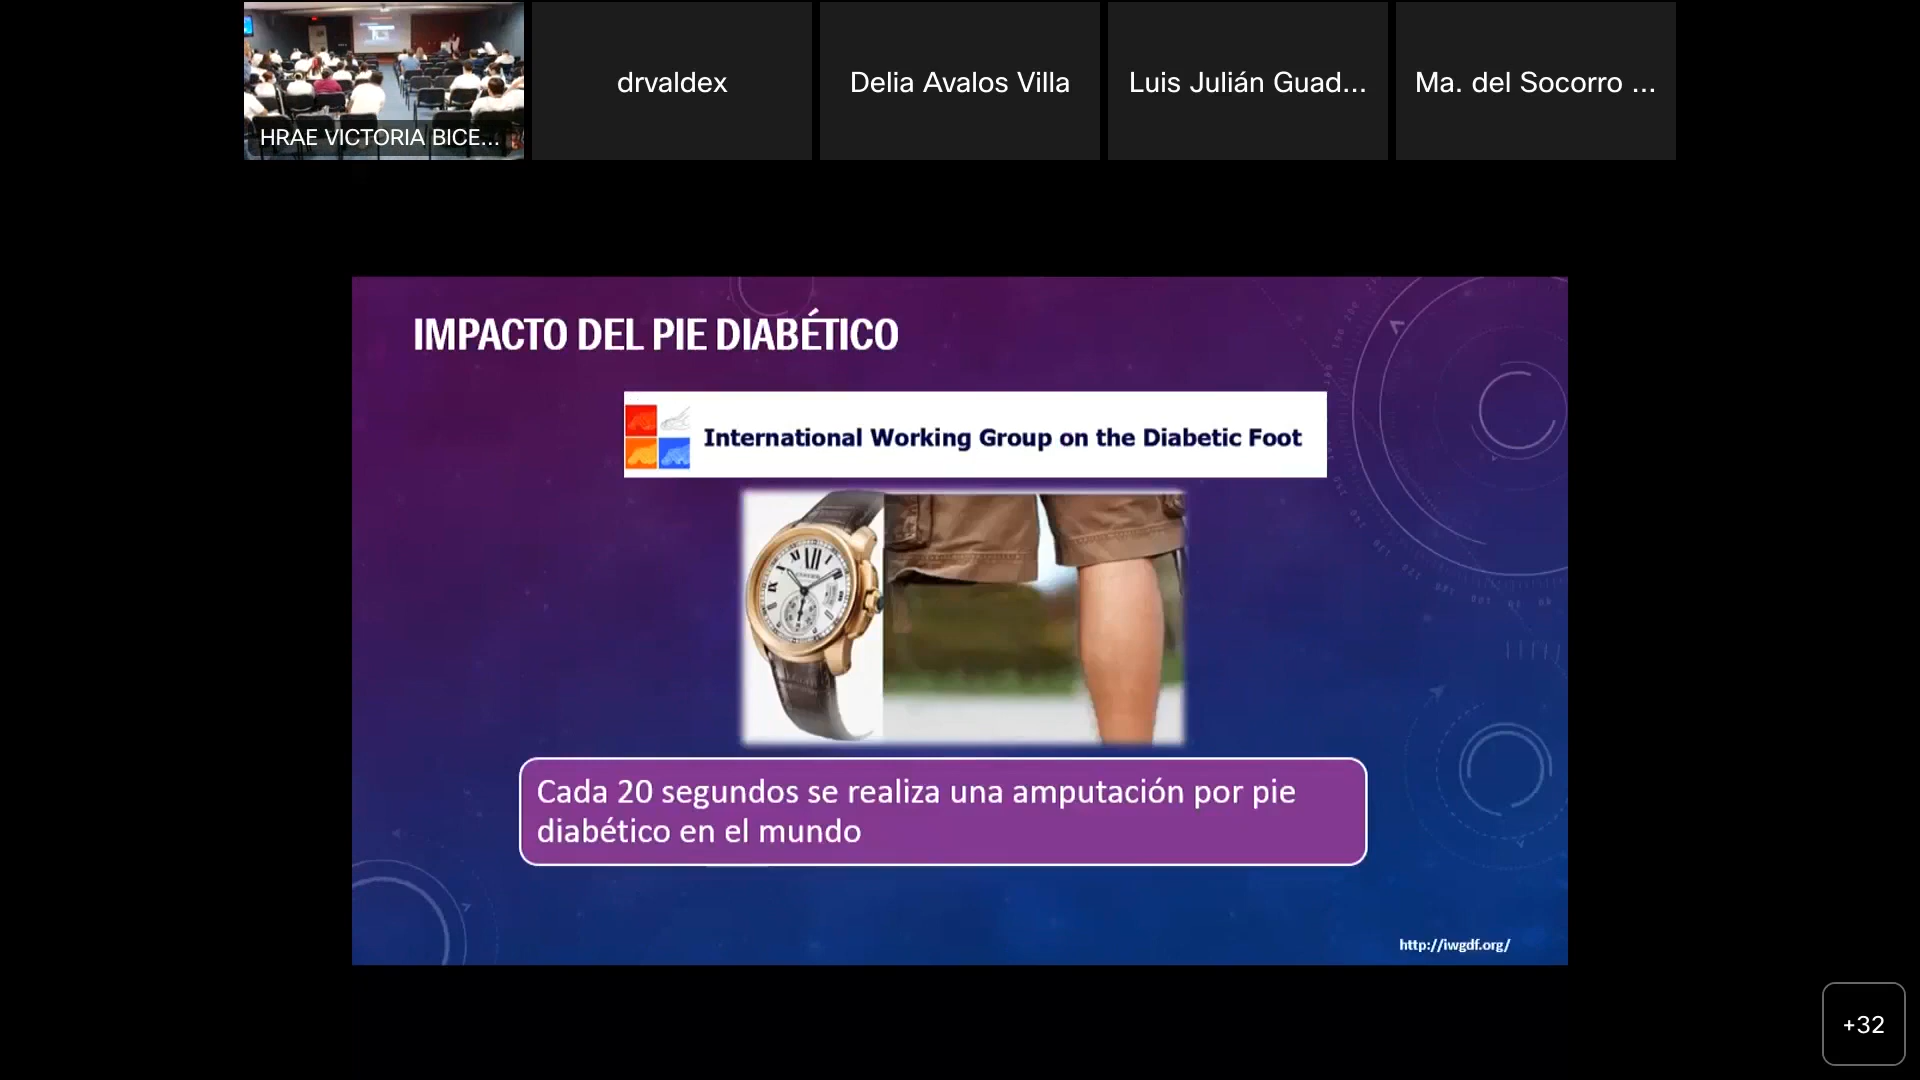 HRAE VICTORIA BICE...
drvaldex
Delia Avalos Villa
Luis Julián Guad...
Ma. del Socorro ...
IMPACTO DEL PIE DIABÉTICO
International Working Group on the Diabetic Foot
Cada 20 segundos se realiza una amputación por pie
diabético en el mundo
http://iwgdf.org/
+32